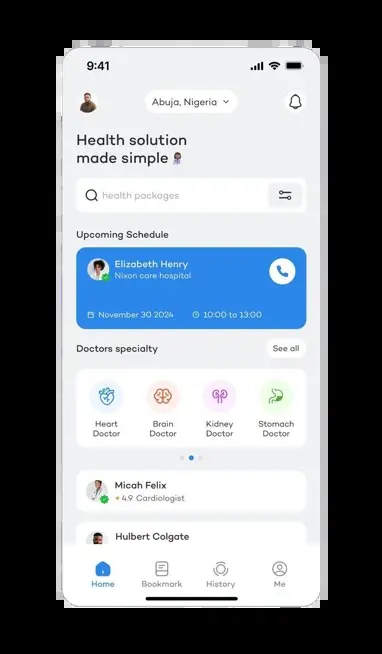 9:41
Abuja, Nigeria
Health solution
made simple
health packages
Upcoming Schedule
Elizabeth Henry
Nixon care hospital
November 30 2024
10:00 to 13:00
Doctors specialty
See all
Heart
Doctor
Brain
Doctor
Kidney
Doctor
Stomach
Doctor
Micah Felix
4.9 Cardiologist
Hulbert Colgate
Home
Bookmark
History
Me